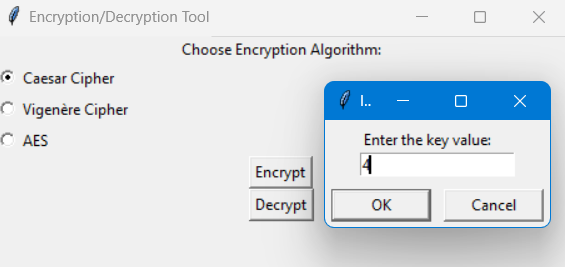 Encryption/Decryption Tool
Choose Encryption Algorithm:
Caesar Cipher
Vigenère Cipher
AES
Encrypt
Decrypt
I..
Enter the key value:
4
OK Cancel